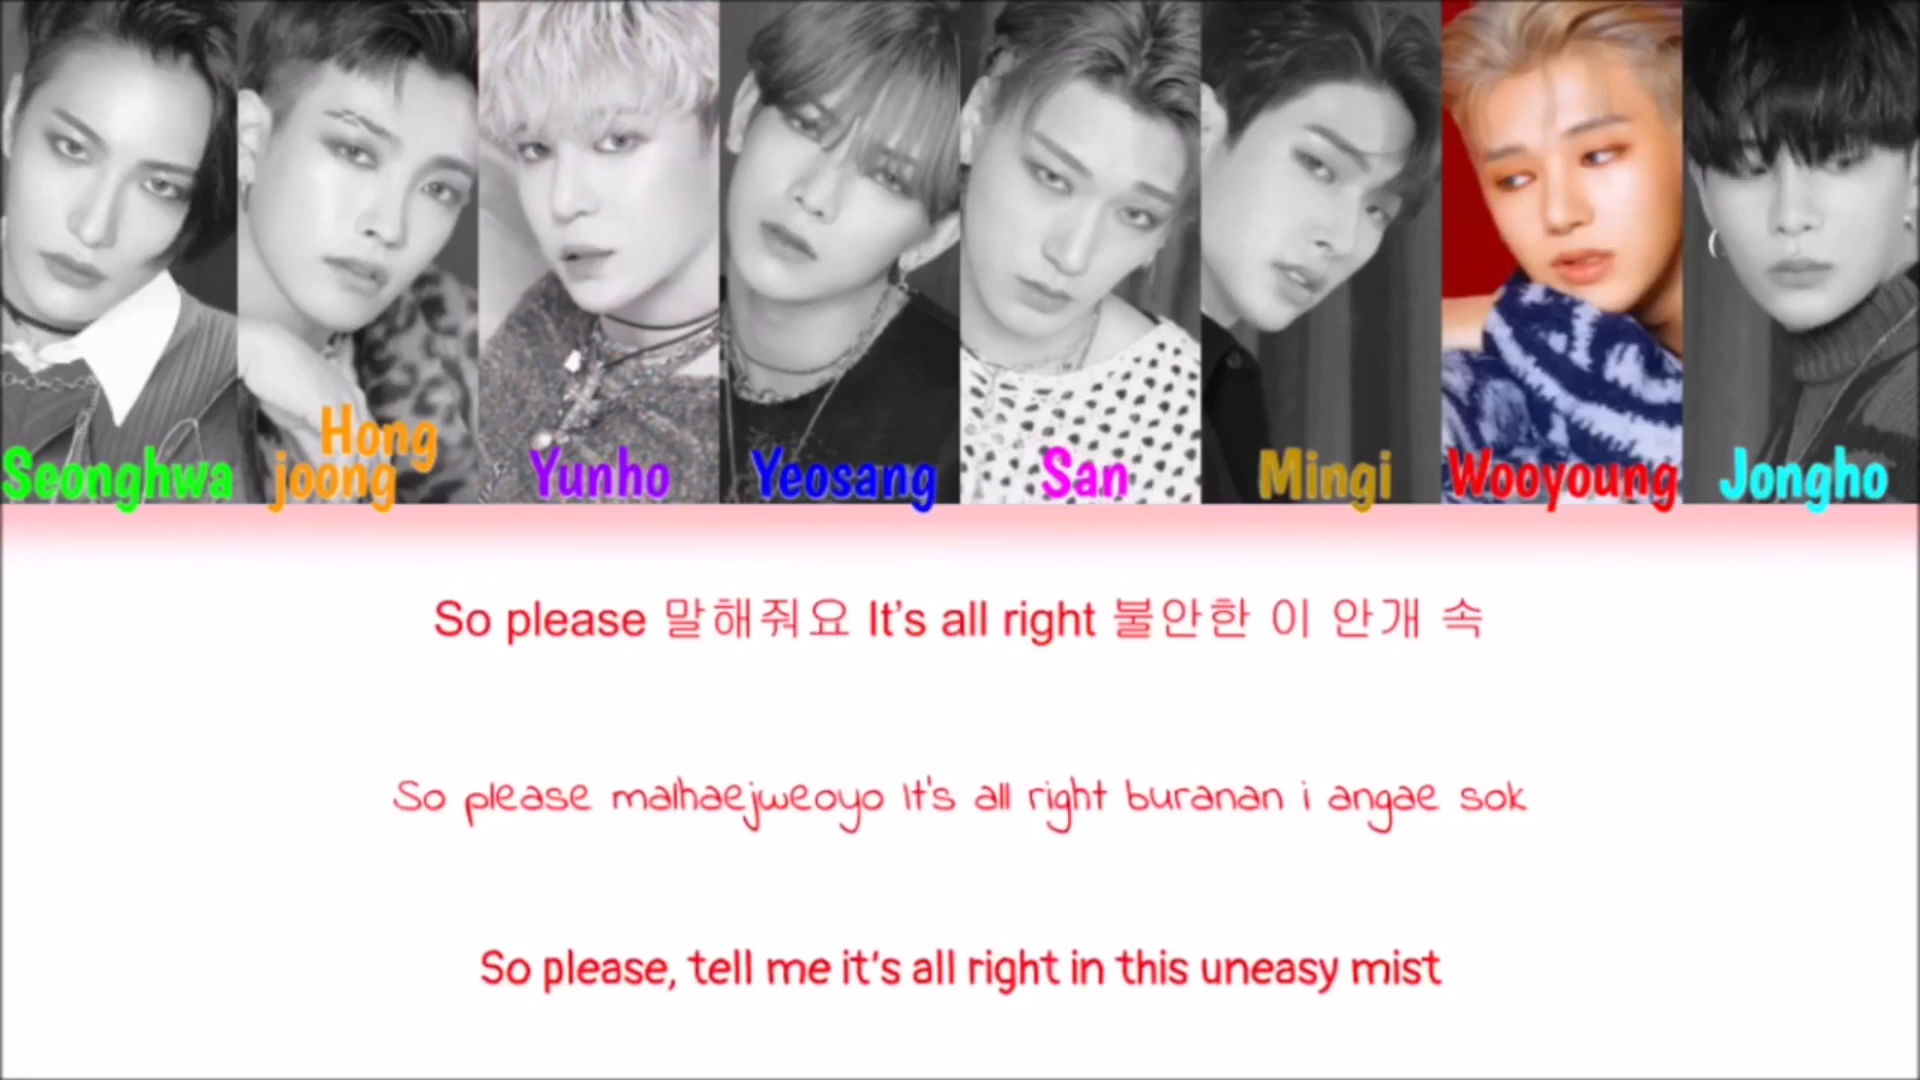 Seonghwa
Hong
joong
Yunho
Yeosang
San
Mingi
Wooyoung
Jongho
So please 말해줘요 It's all right 불안한 이 안개 속
So please malhaejweoyo It's all right buranan i angae sok
So please, tell me it's all right in this uneasy mist